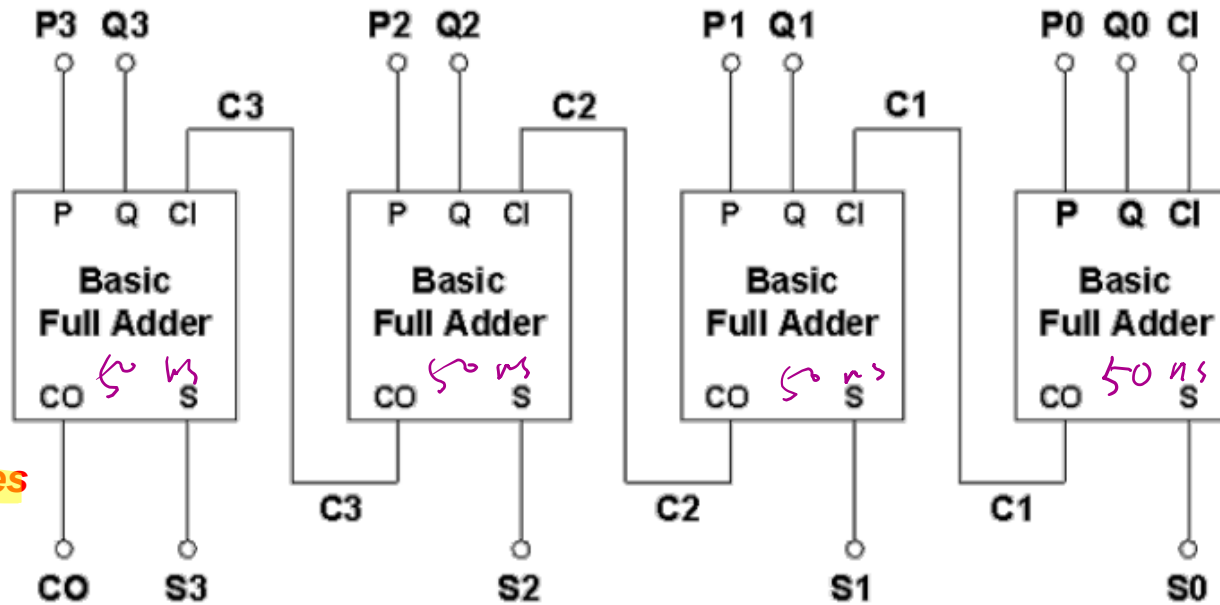 P3 Q3 P2 Q2 P1 Q1 P0 Q0 CI
C3 C2 C1
P Q CI P Q CI P Q CI P Q CI
Basic Basic Basic Basic
Full Adder Full Adder Full Adder Full Adder
50 ns 50 ns 50 ns 50 ns
CO S CO S CO S CO S
es
C3 C2 C1
CO S3 S2 S1 S0